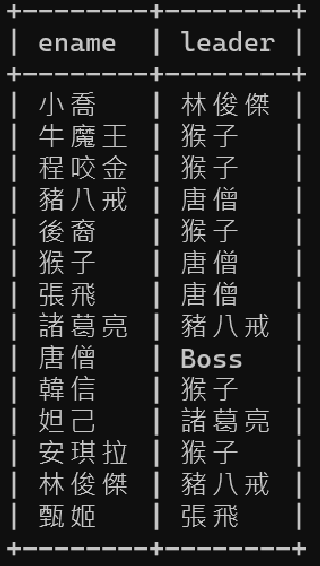 +---------+---------+
| ename | leader |
+---------+---------+
| 小喬 | 林俊傑 |
| 牛魔王 | 猴子 |
| 程咬金 | 猴子 |
| 豬八戒 | 唐僧 |
| 後裔 | 猴子 |
| 猴子 | 唐僧 |
| 張飛 | 唐僧 |
| 諸葛亮 | 豬八戒 |
| 唐僧 | Boss |
| 韓信 | 猴子 |
| 妲己 | 諸葛亮 |
| 安琪拉 | 猴子 |
| 林俊傑 | 豬八戒 |
| 甄姬 | 張飛 |
+---------+---------+